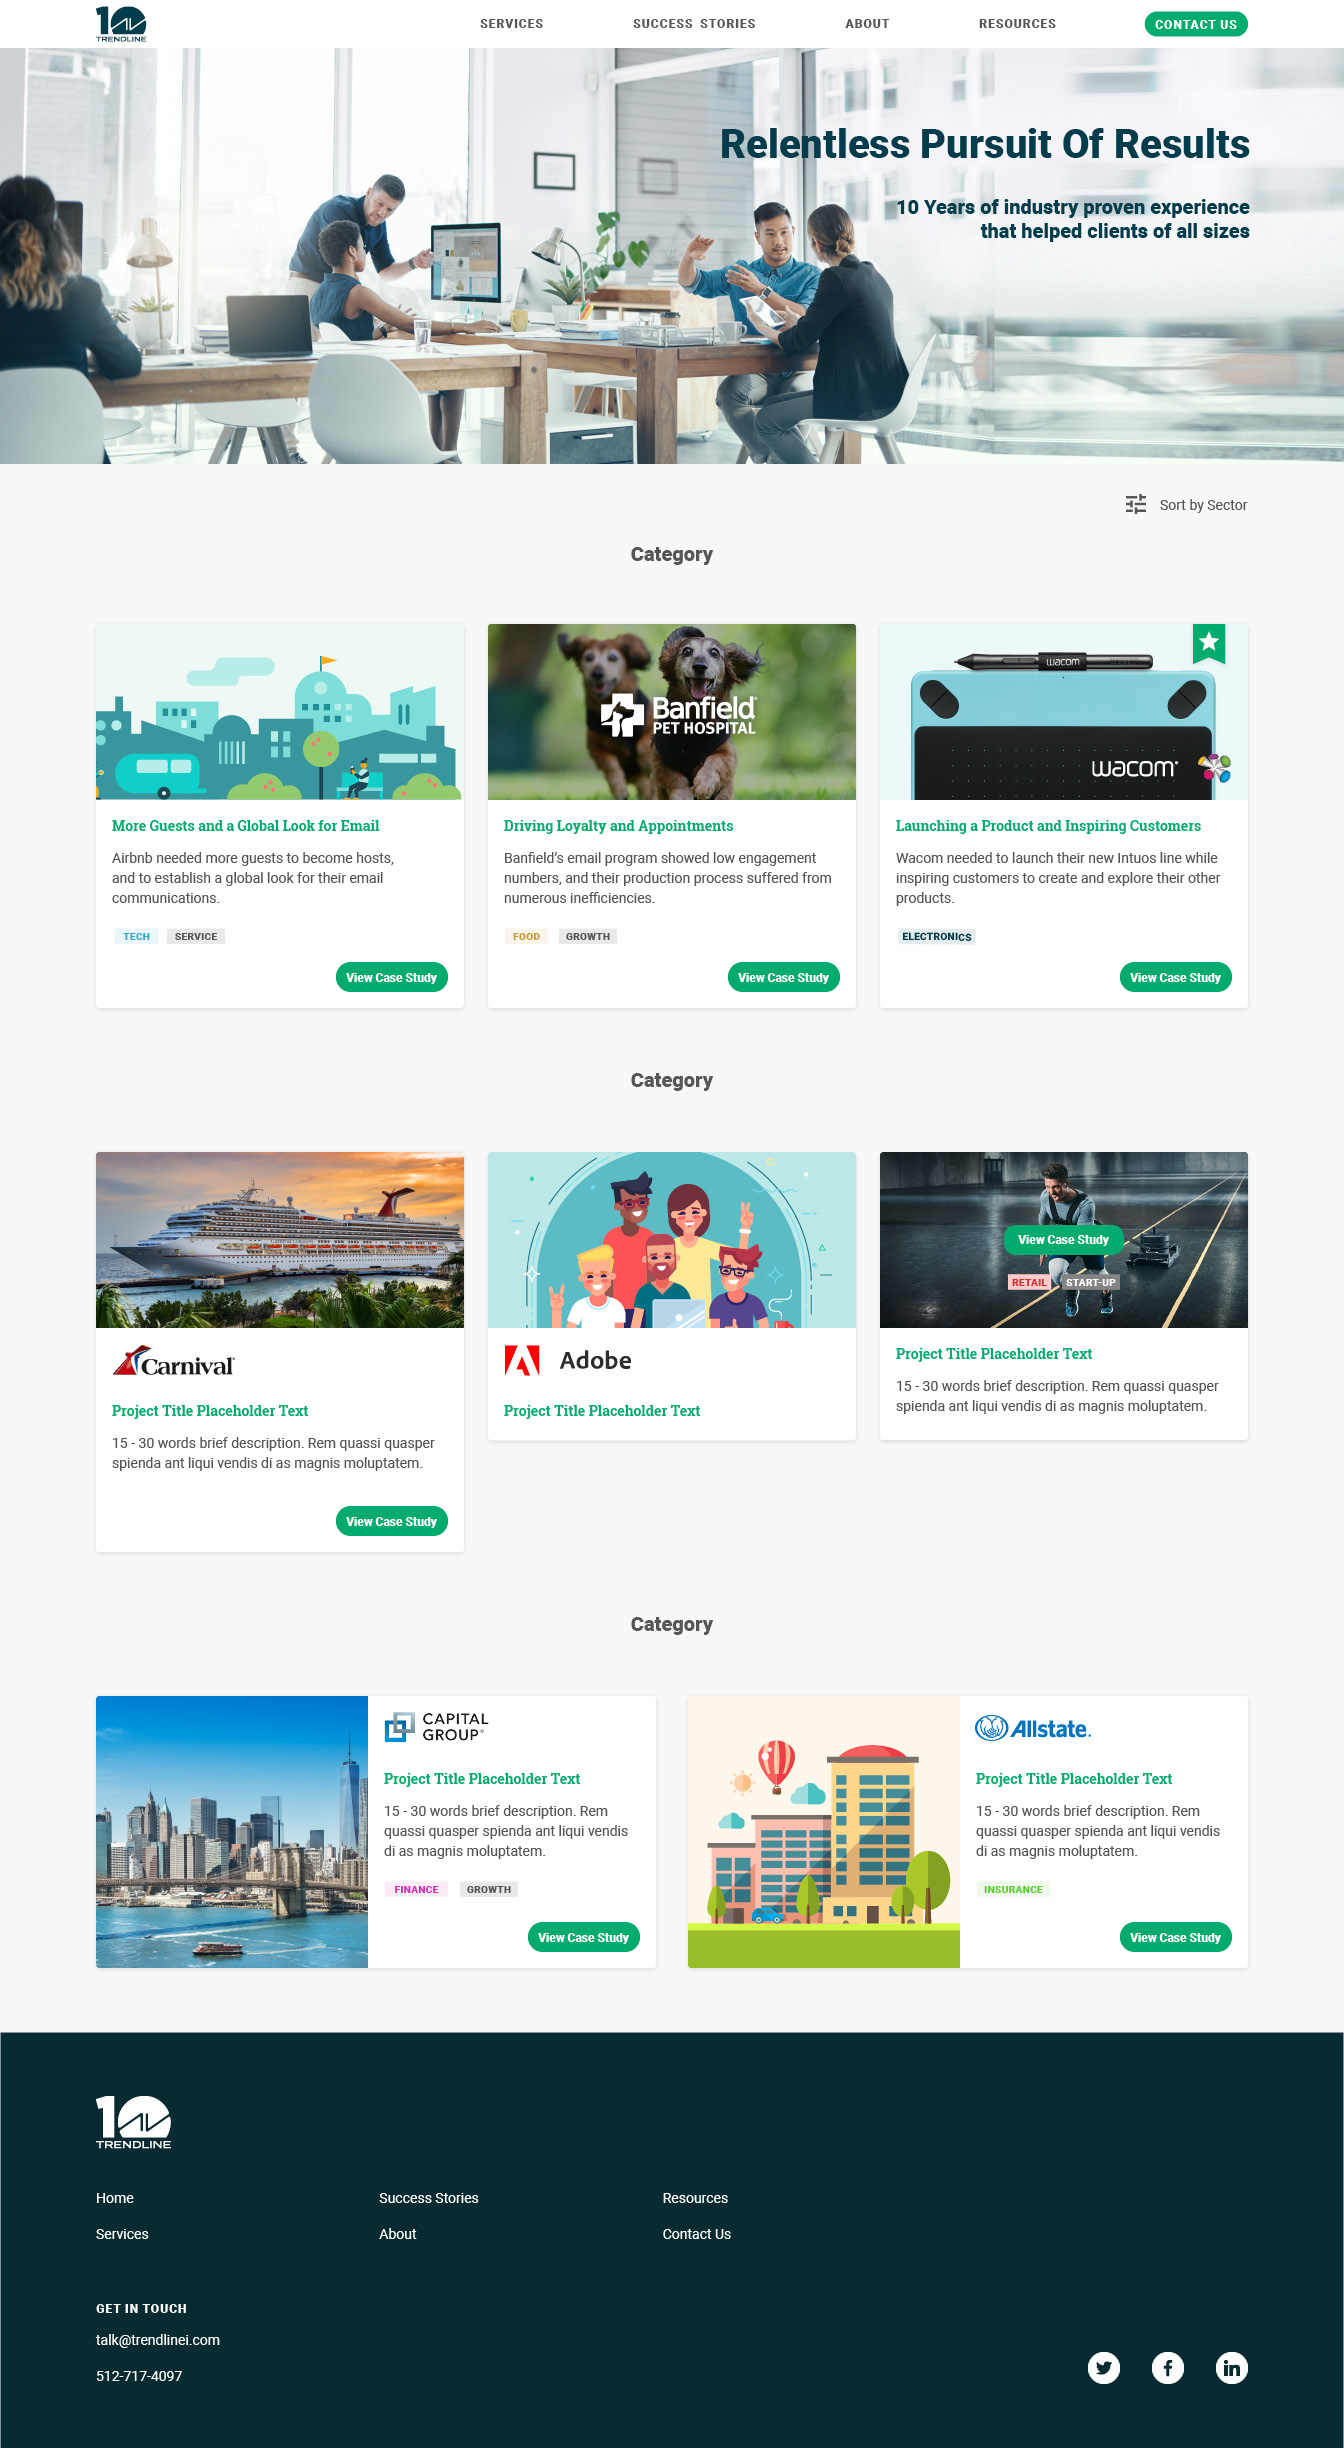 10
TRENDLINE
SERVICES
SUCCESS STORIES
ABOUT
RESOURCES
CONTACT US
Relentless Pursuit Of Results
10 Years of industry proven experience
that helped clients of all sizes
Sort by Sector
Category
More Guests and a Global Look for Email
Airbnb needed more guests to become hosts,
and to establish a global look for their email
communications.
TECH
SERVICE
View Case Study
Banfield
PET HOSPITAL
Driving Loyalty and Appointments
Banfield's email program showed low engagement
numbers, and their production process suffered from
numerous inefficiencies.
FOOD
GROWTH
View Case Study
wacom
wacom
Launching a Product and Inspiring Customers
Wacom needed to launch their new Intuos line while
inspiring customers to create and explore their other
products.
ELECTRONICS
View Case Study
Category
Carnival
Project Title Placeholder Text
15 - 30 words brief description. Rem quassi quasper
spienda ant liqui vendis di as magnis moluptatem.
View Case Study
Adobe
Project Title Placeholder Text
View Case Study
RETAIL
START-UP
Project Title Placeholder Text
15 - 30 words brief description. Rem quassi quasper
spienda ant liqui vendis di as magnis moluptatem.
Category
CAPITAL
GROUP®
Project Title Placeholder Text
15 - 30 words brief description. Rem
quassi quasper spienda ant liqui vendis
di as magnis moluptatem.
FINANCE
GROWTH
View Case Study
Allstate.
Project Title Placeholder Text
15 - 30 words brief description. Rem
quassi quasper spienda ant liqui vendis
di as magnis moluptatem.
INSURANCE
View Case Study
10
TRENDLINE
Home
Success Stories
Resources
Services
About
Contact Us
GET IN TOUCH
talk@trendlinei.com
512-717-4097